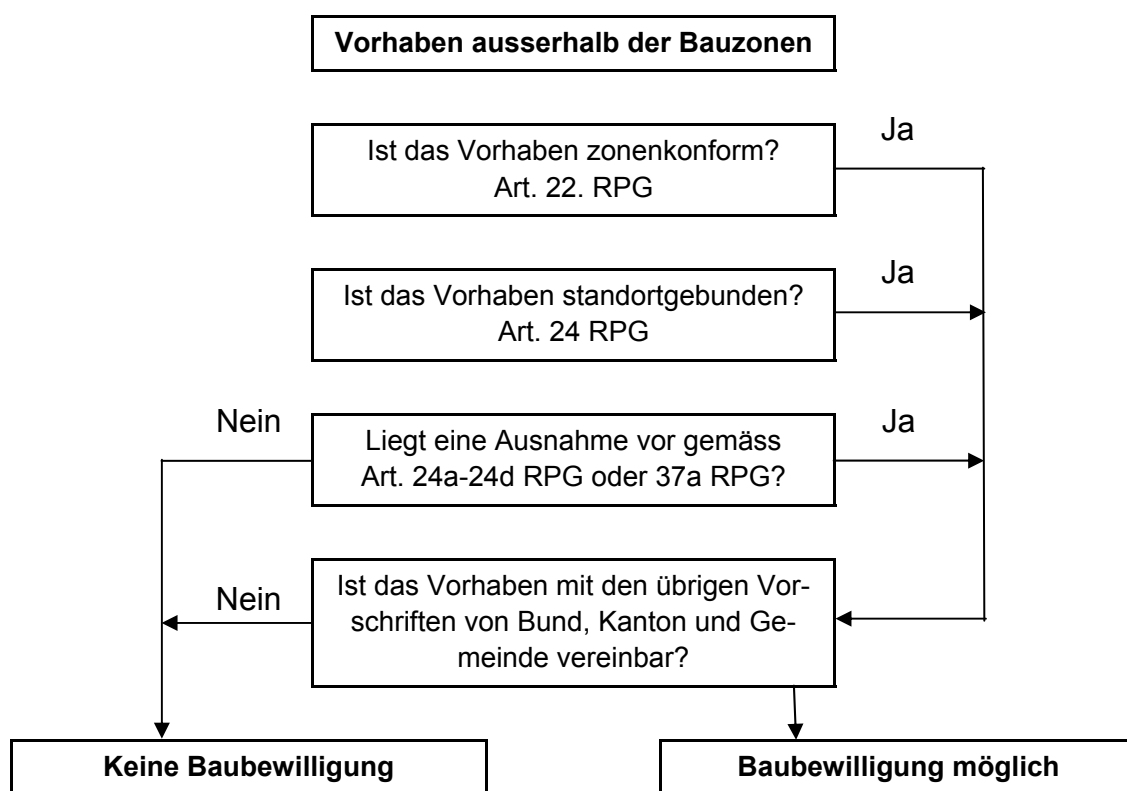 Vorhaben ausserhalb der Bauzonen
Ja
Ist das Vorhaben zonenkonform?
Art. 22. RPG
Ja
Ist das Vorhaben standortgebunden?
Art. 24 RPG
Nein
Ja
Liegt eine Ausnahme vor gemäss
Art. 24a-24d RPG oder 37a RPG?
Nein
Ist das Vorhaben mit den übrigen Vor-
schriften von Bund, Kanton und Ge-
meinde vereinbar?
Keine Baubewilligung
Baubewilligung möglich